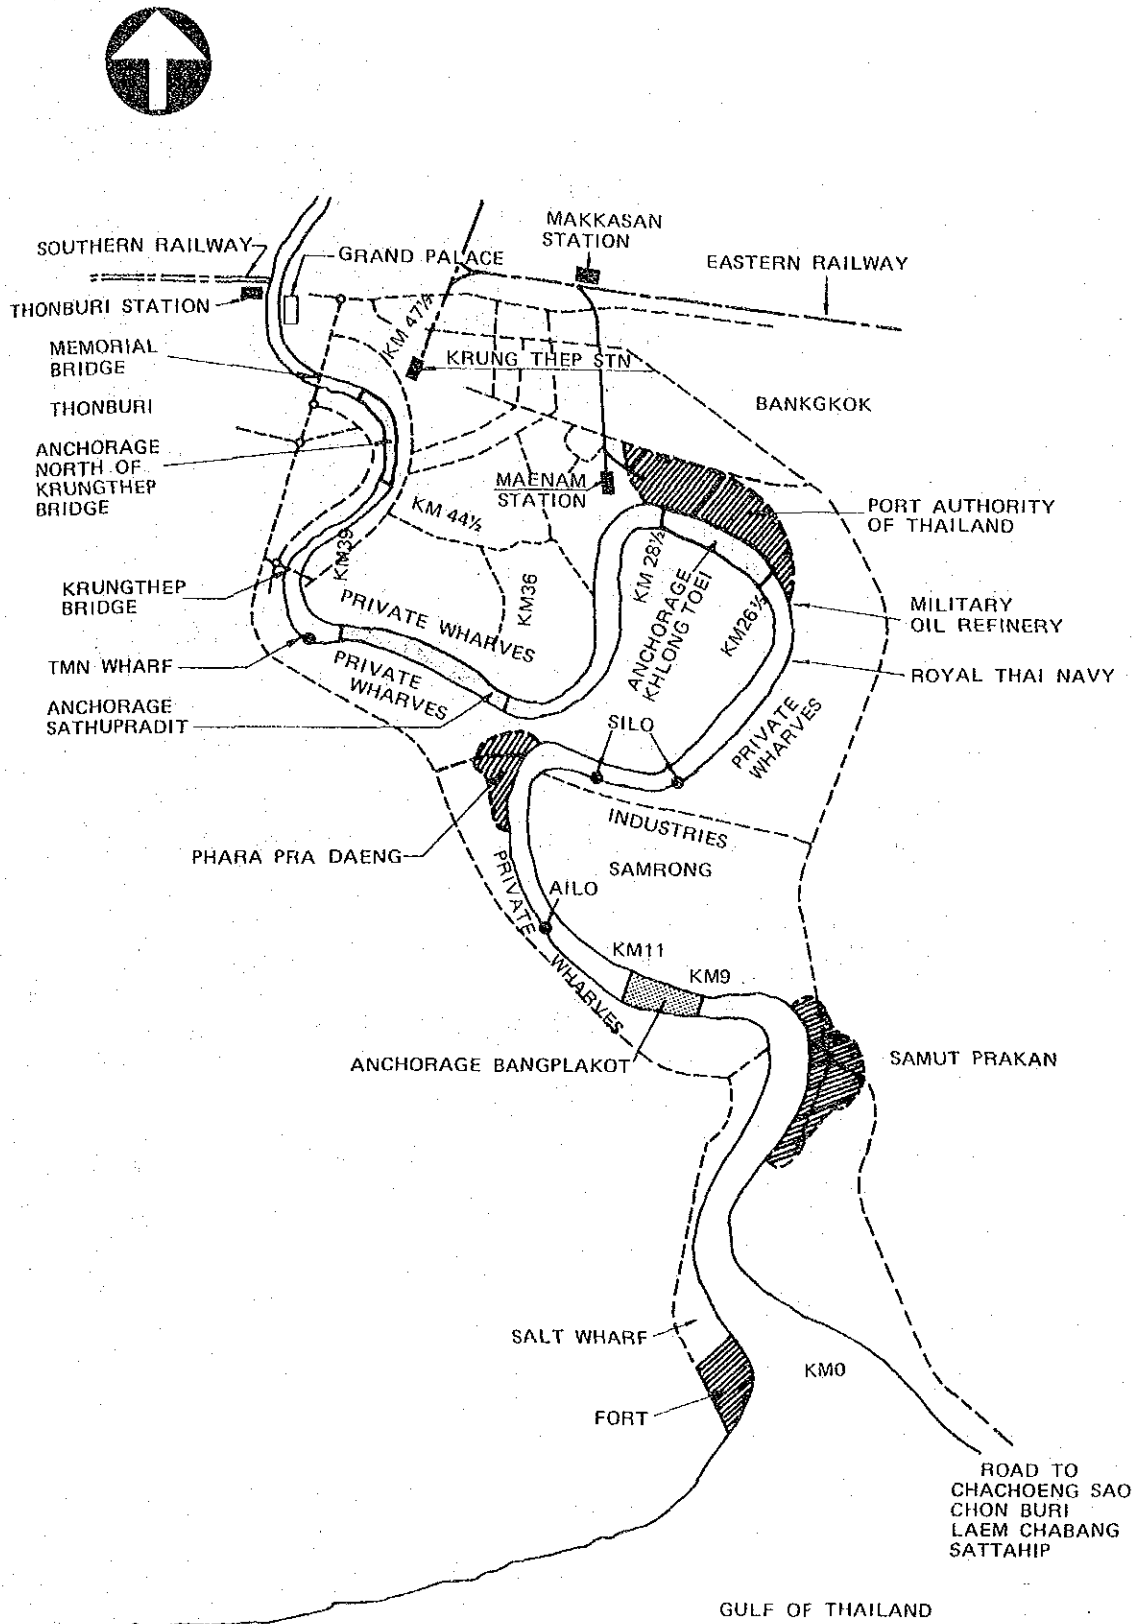 MAKKASAN
STATION
SOUTHERN RAILWAY
GRAND PALACE
EASTERN RAILWAY
THONBURI STATION
KM 47¼
MEMORIAL
BRIDGE
KRUNG THEP STN
THONBURI
BANKGKOK
ANCHORAGE
NORTH OF
KRUNGTHEP
BRIDGE
MAENAM
STATION
PORT AUTHORITY
OF THAILAND
KM 44½
KM39
KM 28½
ANCHORAGE
KHLONG TOEI
KM26½
KM36
KRUNGTHEP
BRIDGE
PRIVATE WHARVES
MILITARY
OIL REFINERY
TMN WHARF
PRIVATE
WHARVES
ROYAL THAI NAVY
ANCHORAGE
SATHUPRADIT
SILO
PRIVATE
WHARVES
INDUSTRIES
PHARA PRA DAENG
SAMRONG
PRIVATE
WHARVES
AILO
KM11
KM9
ANCHORAGE BANGPLAKOT
SAMUT PRAKAN
SALT WHARF
KM0
FORT
ROAD TO
CHACHOENG SAO
CHON BURI
LAEM CHABANG
SATTAHIP
GULF OF THAILAND